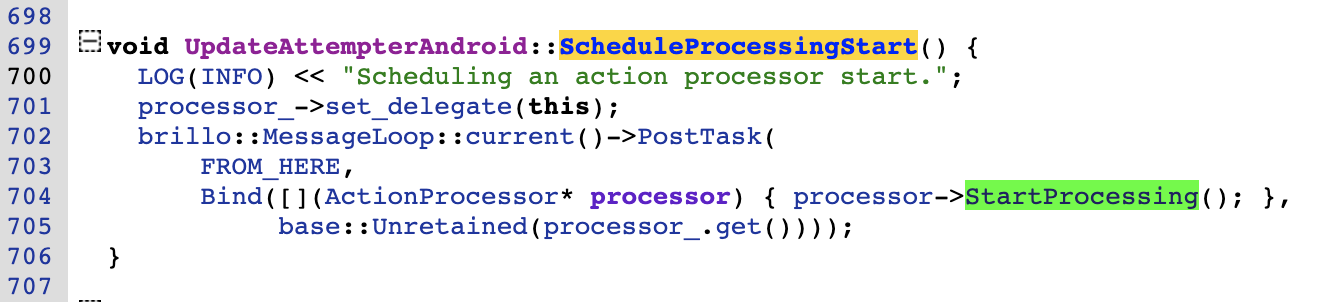 698
699 void UpdateAttempterAndroid::ScheduleProcessingStart() {
700 LOG(INFO) << "Scheduling an action processor start.";
701 processor_->set_delegate(this);
702 brillo::MessageLoop::current()->PostTask(
703 FROM_HERE,
704 Bind([](ActionProcessor* processor) { processor->StartProcessing(); },
705 base::Unretained(processor_.get())));
706 }
707